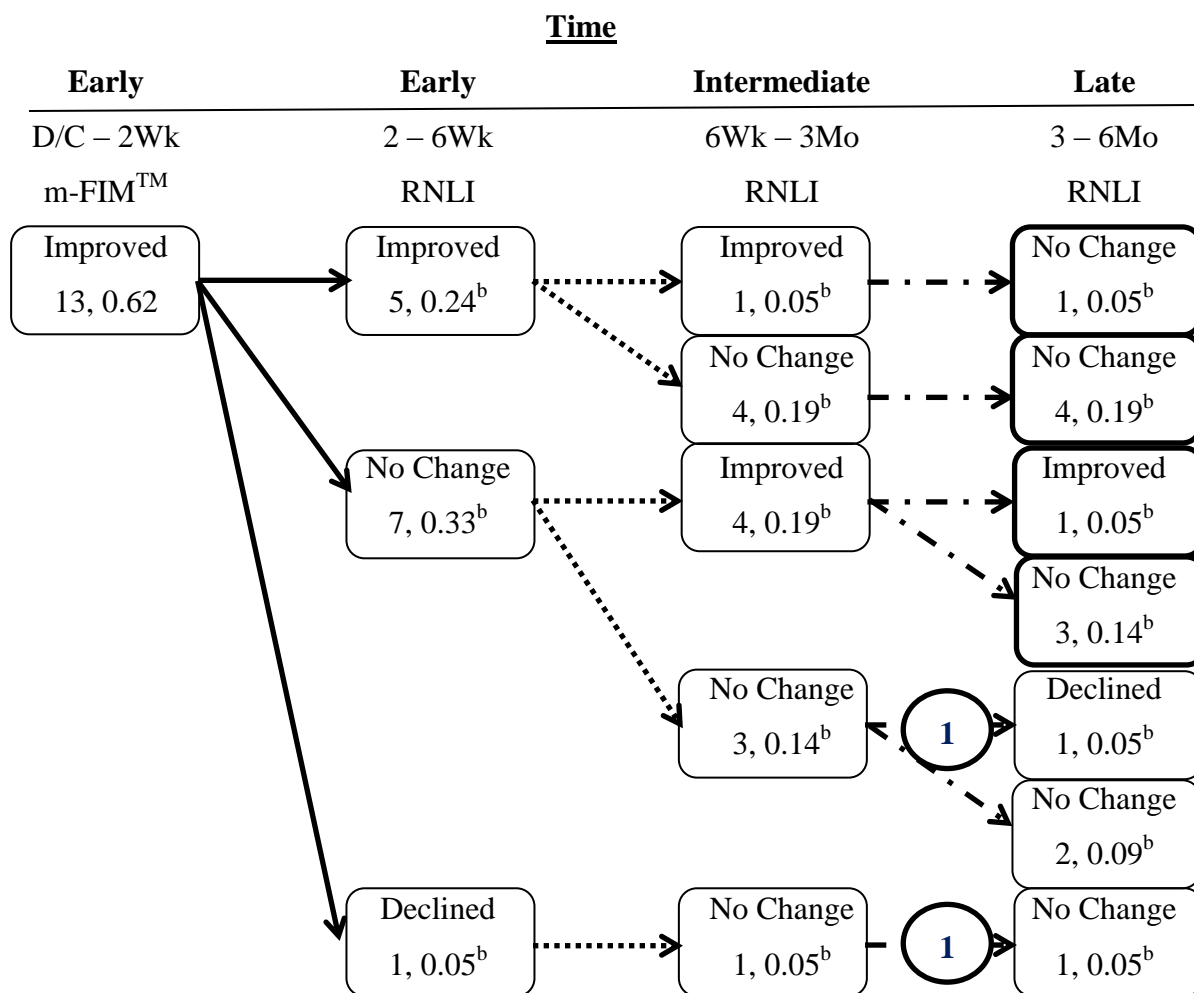 Time
Early Early Intermediate Late
D/C – 2Wk 2 – 6Wk 6Wk – 3Mo 3 – 6Mo
m-FIM™ RNLI RNLI RNLI
Improved Improved Improved No Change
13, 0.62 5, 0.24ᵇ 1, 0.05ᵇ 1, 0.05ᵇ
No Change No Change
4, 0.19ᵇ 4, 0.19ᵇ
No Change Improved Improved
7, 0.33ᵇ 4, 0.19ᵇ 1, 0.05ᵇ
No Change
3, 0.14ᵇ
No Change Declined
3, 0.14ᵇ 1 1, 0.05ᵇ
No Change
2, 0.09ᵇ
Declined No Change No Change
1, 0.05ᵇ 1, 0.05ᵇ 1 1, 0.05ᵇ